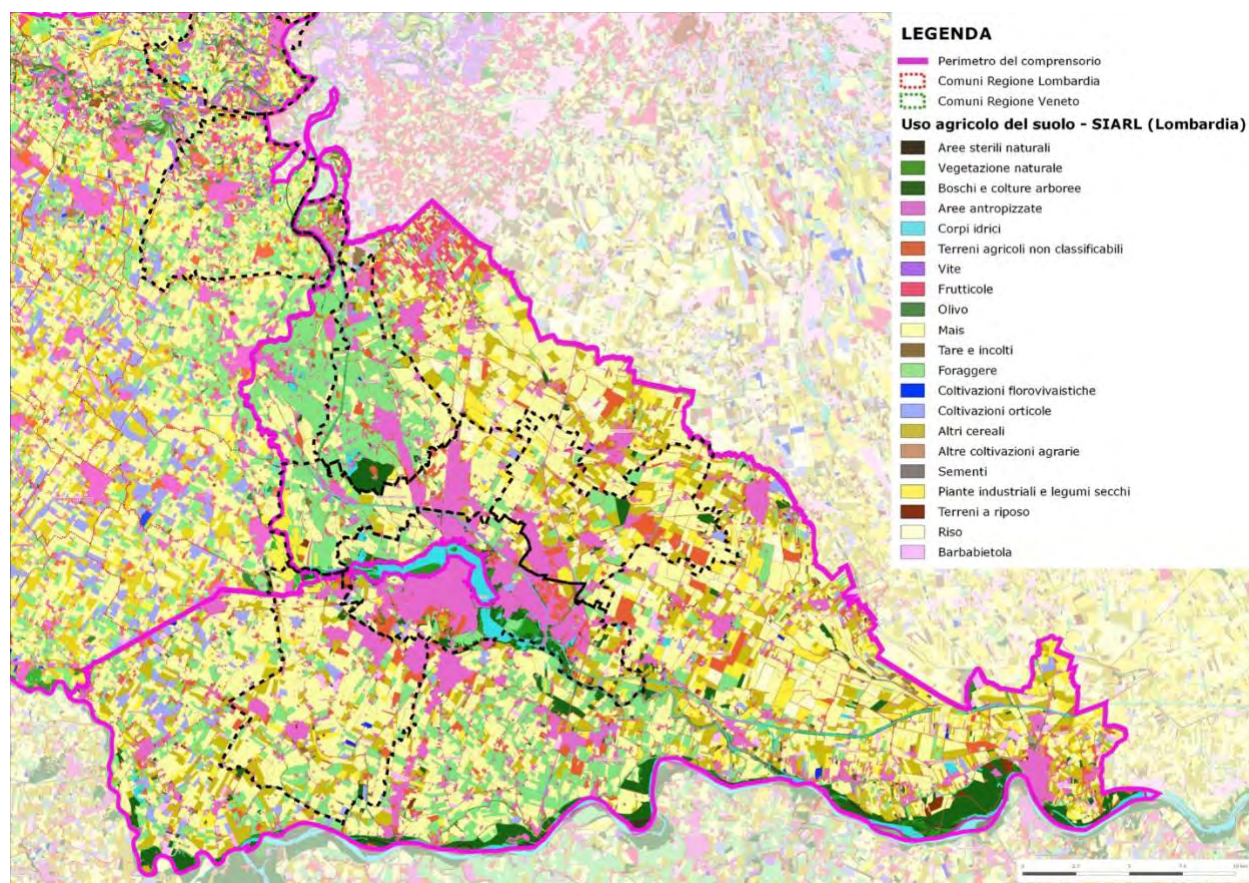 LEGENDA
Perimetro del comprensorio
Comuni Regione Lombardia
Comuni Regione Veneto
Uso agricolo del suolo - SIARL (Lombardia)
Aree sterili naturali
Vegetazione naturale
Boschi e colture arboree
Aree antropizzate
Corpi idrici
Terreni agricoli non classificabili
Vite
Frutticole
Olivo
Mais
Tare e incolti
Foraggere
Coltivazioni florovivaistiche
Coltivazioni orticole
Altri cereali
Altre coltivazioni agrarie
Sementi
Piante industriali e legumi secchi
Terreni a riposo
Riso
Barbabietola